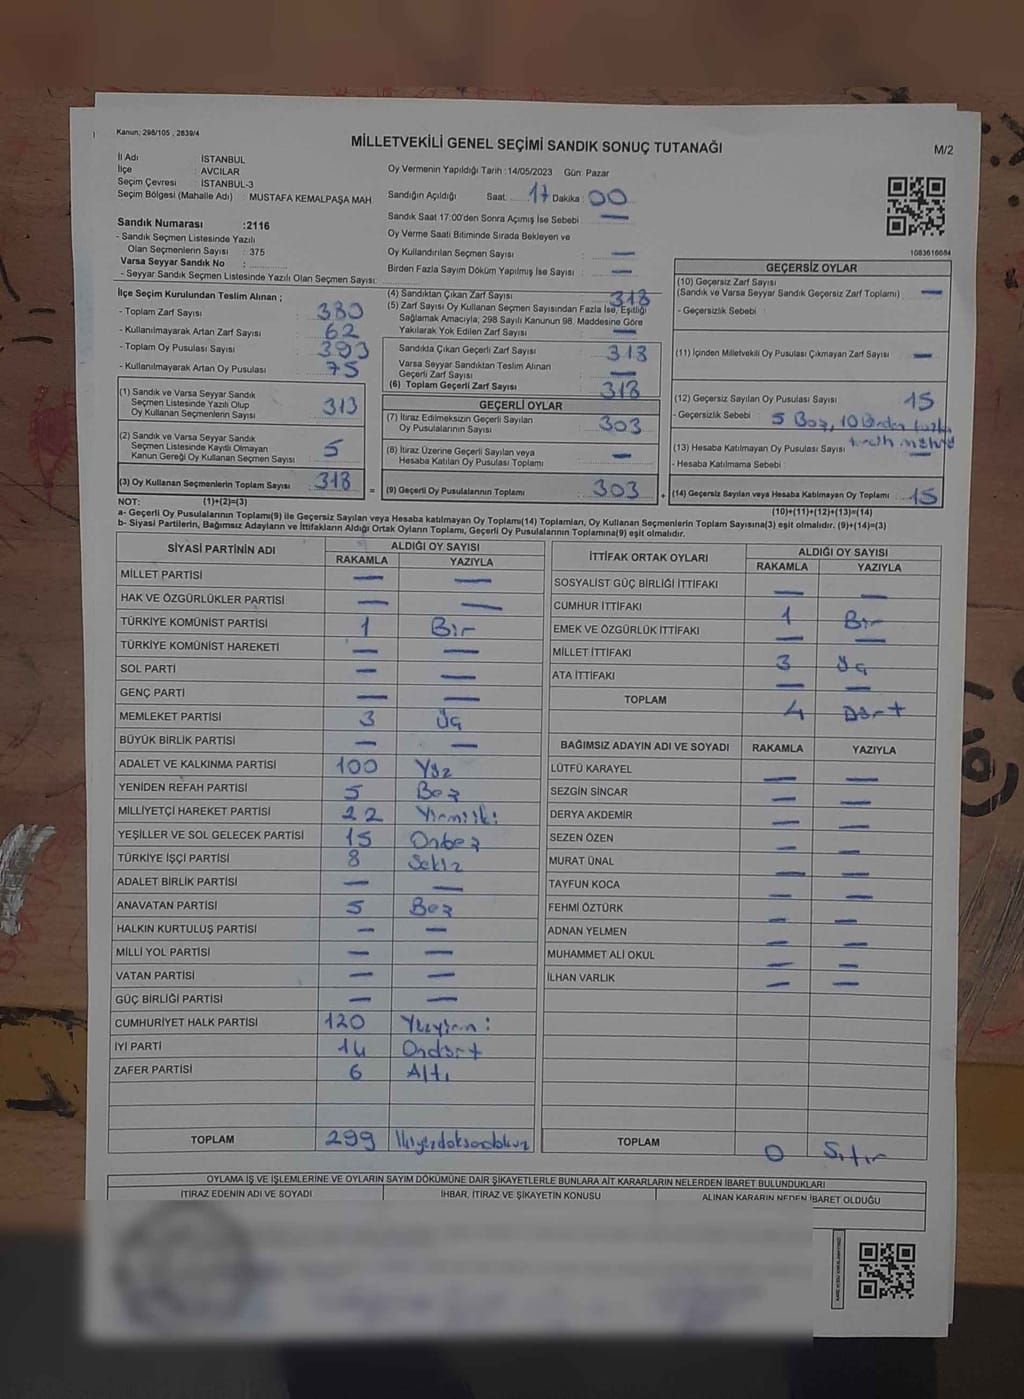 Kanun; 298/105 , 2839/4
MİLLETVEKİLİ GENEL SEÇİMİ SANDIK SONUÇ TUTANAĞI
M/2
İl Adı : İSTANBUL
İlçe : AVCILAR
Seçim Çevresi : İSTANBUL-3
Seçim Bölgesi (Mahalle Adı) : MUSTAFA KEMALPAŞA MAH
Sandık Numarası :2116
- Sandık Seçmen Listesinde Yazılı
Olan Seçmenlerin Sayısı : 375
Varsa Seyyar Sandık No :
- Seyyar Sandık Seçmen Listesinde Yazılı Olan Seçmen Sayısı:
Oy Vermenin Yapıldığı Tarih :14/05/2023 Gün: Pazar
Sandığın Açıldığı Saat: 17 Dakika : 00
Sandık Saat 17:00'den Sonra Açımış İse Sebebi : —
Oy Verme Saati Bitiminde Sırada Bekleyen ve
Oy Kullandırılan Seçmen Sayısı : —
Birden Fazla Sayım Döküm Yapılmış İse Sayısı : —
1083616684
İlçe Seçim Kurulundan Teslim Alınan ;
- Toplam Zarf Sayısı : 380
- Kullanılmayarak Artan Zarf Sayısı : 62
- Toplam Oy Pusulası Sayısı : 393
- Kullanılmayarak Artan Oy Pusulası : 75
(1) Sandık ve Varsa Seyyar Sandık
Listesinde Yazılı Olup
Oy Kullanan Seçmenlerin Sayısı : 313
(2) Sandık ve Varsa Seyyar Sandık
Seçmen Listesinde Kayıtlı Olmayan
Kanun Gereği Oy Kullanan Seçmen Sayısı : 5
(3) Oy Kullanan Seçmenlerin Toplam Sayısı : 318
(4) Sandıktan Çıkan Zarf Sayısı : 318
(5) Zarf Sayısı Oy Kullanan Seçmen Sayısından Fazla İse, Eşitliği
Sağlamak Amacıyla; 298 Sayılı Kanunun 98. Maddesine Göre
Yakılarak Yok Edilen Zarf Sayısı : —
Sandıkta Çıkan Geçerli Zarf Sayısı : 318
Varsa Seyyar Sandıktan Teslim Alınan
Geçerli Zarf Sayısı : —
(6) Toplam Geçerli Zarf Sayısı : 318
GEÇERLİ OYLAR
(7) İtiraz Edilmeksizin Geçerli Sayılan
Oy Pusulalarının Sayısı : 303
(8) İtiraz Üzerine Geçerli Sayılan veya
Hesaba Katılan Oy Pusulası Toplamı : —
= (9) Geçerli Oy Pusulalarının Toplamı : 303
GEÇERSİZ OYLAR
(10) Geçersiz Zarf Sayısı
(Sandık ve Varsa Seyyar Sandık Geçersiz Zarf Toplamı) : —
- Geçersizlik Sebebi :
(11) İçinden Milletvekili Oy Pusulası Çıkmayan Zarf Sayısı : —
(12) Geçersiz Sayılan Oy Pusulası Sayısı : 15
- Geçersizlik Sebebi : 5 Boş, 10 Birden fazla
tercih mührü
(13) Hesaba Katılmayan Oy Pusulası Sayısı : —
- Hesaba Katılmama Sebebi :
+ (14) Geçersiz Sayılan veya Hesaba Katılmayan Oy Toplamı : 15
NOT: (1)+(2)=(3)
(10)+(11)+(12)+(13)=(14)
a- Geçerli Oy Pusulaları Toplamı(9) ile Geçersiz Sayılan veya Hesaba katılmayan Oy Toplamı(14) Toplamları, Oy Kullanan Seçmenlerin Toplam Sayısına(3) eşit olmalıdır. (9)+(14)=(3)
b- Siyasi Partilerin, Bağımsız Adayların ve İttifakların Aldığı Ortak Oyların Toplamı, Geçerli Oy Pusulalarının Toplamına(9) eşit olmalıdır.
SİYASİ PARTİNİN ADI ALDIĞI OY SAYISI
RAKAMLA YAZIYLA
MİLLET PARTİSİ — —
HAK VE ÖZGÜRLÜKLER PARTİSİ — —
TÜRKİYE KOMÜNİST PARTİSİ 1 Bir
TÜRKİYE KOMÜNİST HAREKETİ — —
SOL PARTİ — —
GENÇ PARTİ — —
MEMLEKET PARTİSİ 3 Üç
BÜYÜK BİRLİK PARTİSİ — —
ADALET VE KALKINMA PARTİSİ 100 Yüz
YENİDEN REFAH PARTİSİ 5 Beş
MİLLİYETÇİ HAREKET PARTİSİ 22 Yirmiiki
YEŞİLLER VE SOL GELECEK PARTİSİ 15 Onbeş
TÜRKİYE İŞÇİ PARTİSİ 8 Sekiz
ADALET BİRLİK PARTİSİ — —
ANAVATAN PARTİSİ 5 Beş
HALKIN KURTULUŞ PARTİSİ — —
MİLLİ YOL PARTİSİ — —
VATAN PARTİSİ — —
GÜÇ BİRLİĞİ PARTİSİ — —
CUMHURİYET HALK PARTİSİ 120 Yüzyirmi
İYİ PARTİ 14 Ondört
ZAFER PARTİSİ 6 Altı
TOPLAM 299 İkiyüzdoksandokuz
İTTİFAK ORTAK OYLARI ALDIĞI OY SAYISI
RAKAMLA YAZIYLA
SOSYALİST GÜÇ BİRLİĞİ İTTİFAKI — —
CUMHUR İTTİFAKI 1 Bir
EMEK VE ÖZGÜRLÜK İTTİFAKI — —
MİLLET İTTİFAKI 3 Üç
ATA İTTİFAKI — —
TOPLAM 4 Dört
BAĞIMSIZ ADAYIN ADI VE SOYADI RAKAMLA YAZIYLA
LÜTFÜ KARAYEL — —
SEZGİN SİNCAR — —
DERYA AKDEMİR — —
SEZEN ÖZEN — —
MURAT ÜNAL — —
TAYFUN KOCA — —
FEHMİ ÖZTÜRK — —
ADNAN YELMEN — —
MUHAMMET ALİ OKUL — —
İLHAN VARLIK — —
TOPLAM 0 Sıfır
OYLAMA İŞ VE İŞLEMLERİNE VE OYLARIN SAYIM DÖKÜMÜNE DAİR ŞİKAYETLERLE BUNLARA AİT KARARLARIN NELERDEN İBARET BULUNDUKLARI
İTİRAZ EDENİN ADI VE SOYADI İHBAR, İTİRAZ VE ŞİKAYETİN KONUSU ALINAN KARARIN NEDEN İBARET OLDUĞU